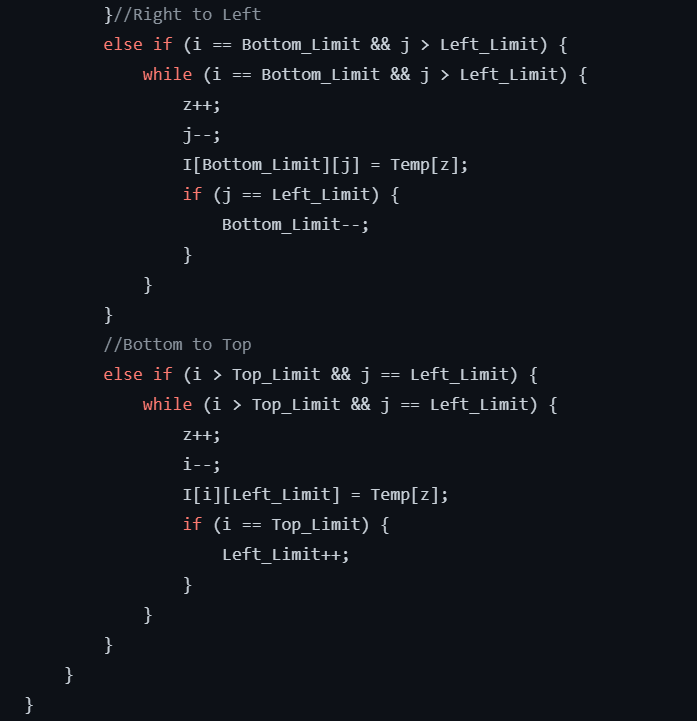 }//Right to Left
        else if (i == Bottom_Limit && j > Left_Limit) {
            while (i == Bottom_Limit && j > Left_Limit) {
                z++;
                j--;
                I[Bottom_Limit][j] = Temp[z];
                if (j == Left_Limit) {
                    Bottom_Limit--;
                }
            }
        }
        //Bottom to Top
        else if (i > Top_Limit && j == Left_Limit) {
            while (i > Top_Limit && j == Left_Limit) {
                z++;
                i--;
                I[i][Left_Limit] = Temp[z];
                if (i == Top_Limit) {
                    Left_Limit++;
                }
            }
        }
    }
}